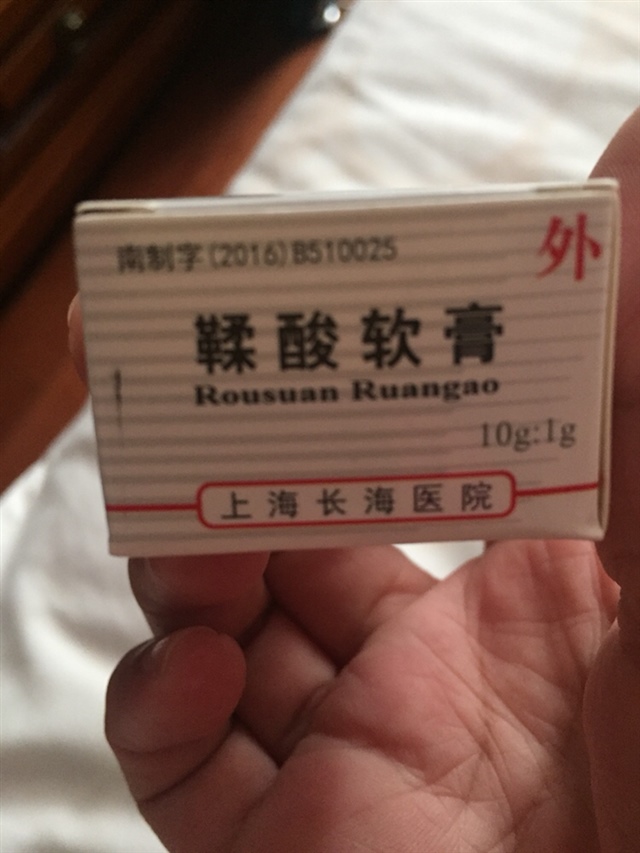 南制字(2016)B510025
外
鞣酸软膏
Rousuan Ruangao
10g:1g
上海长海医院